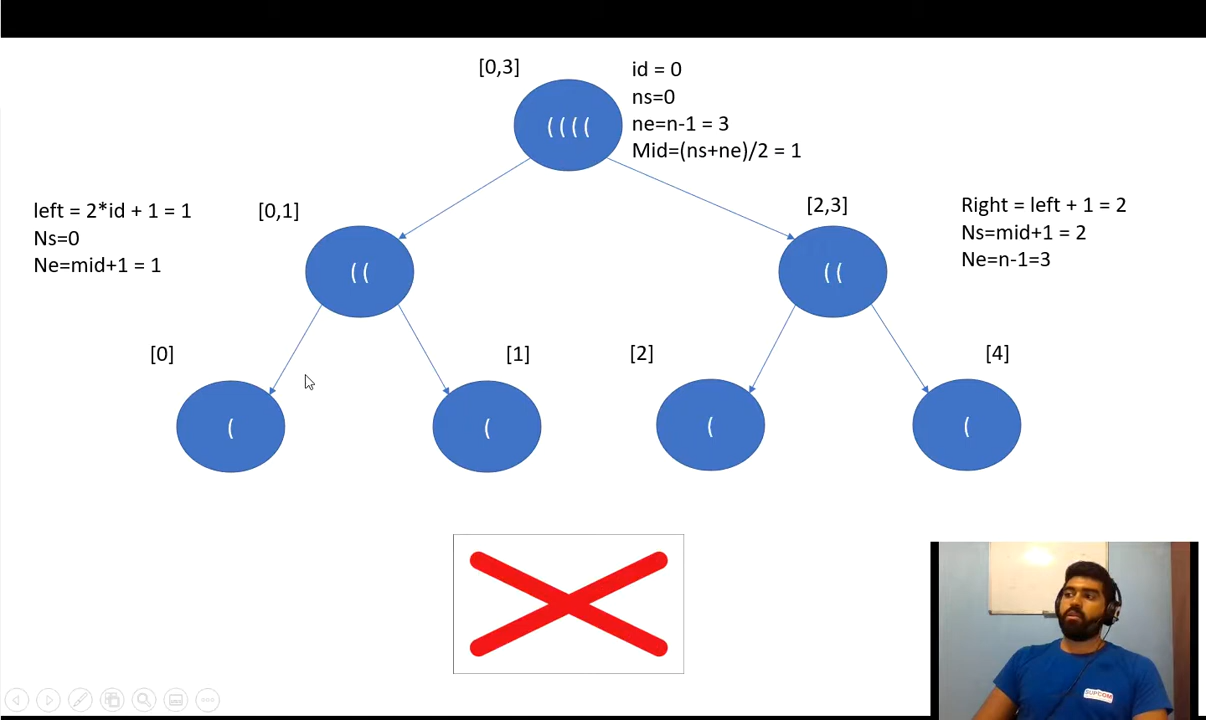 [0,3]
id = 0
ns=0
ne=n-1 = 3
Mid=(ns+ne)/2 = 1
( ( ( (
left = 2*id + 1 = 1
Ns=0
Ne=mid+1 = 1
[0,1]
[2,3]
Right = left + 1 = 2
Ns=mid+1 = 2
Ne=n-1=3
( (
( (
[0]
[1]
[2]
[4]
(
(
(
(
SUPCOM